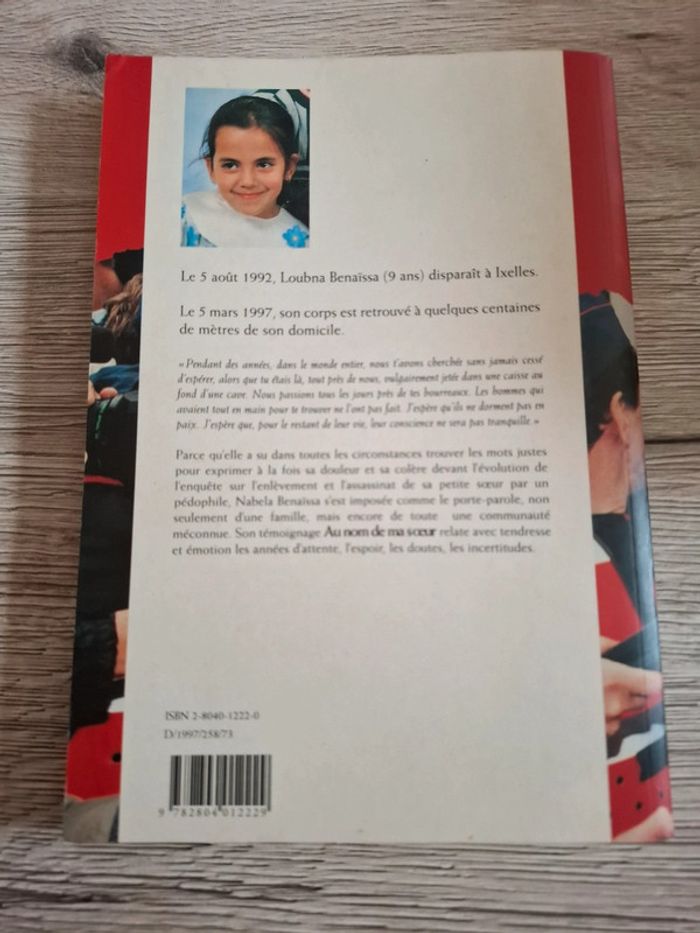 Le 5 août 1992, Loubna Benaïssa (9 ans) disparaît à Ixelles.
Le 5 mars 1997, son corps est retrouvé à quelques centaines
de mètres de son domicile.
« Pendant des années, dans le monde entier, nous t'avons cherchée sans jamais cessé
d'espérer, alors que tu étais là, tout près de nous, vulgairement jetée dans une caisse au
fond d'une cave. Nous passions tous les jours près de tes bourreaux. Les hommes qui
avaient tout en main pour te trouver ne l'ont pas fait. J'espère qu'ils ne dorment pas en
paix. J'espère que, pour le restant de leur vie, leur conscience ne sera pas tranquille. »
Parce qu'elle a su dans toutes les circonstances trouver les mots justes
pour exprimer à la fois sa douleur et sa colère devant l'évolution de
l'enquête sur l'enlèvement et l'assassinat de sa petite sœur par un
pédophile, Nabela Benaïssa s'est imposée comme le porte-parole, non
seulement d'une famille, mais encore de toute une communauté
méconnue. Son témoignage Au nom de ma sœur relate avec tendresse
et émotion les années d'attente, l'espoir, les doutes, les incertitudes.
ISBN 2-8040-1222-0
D/1997/258/73
9 782804 012229